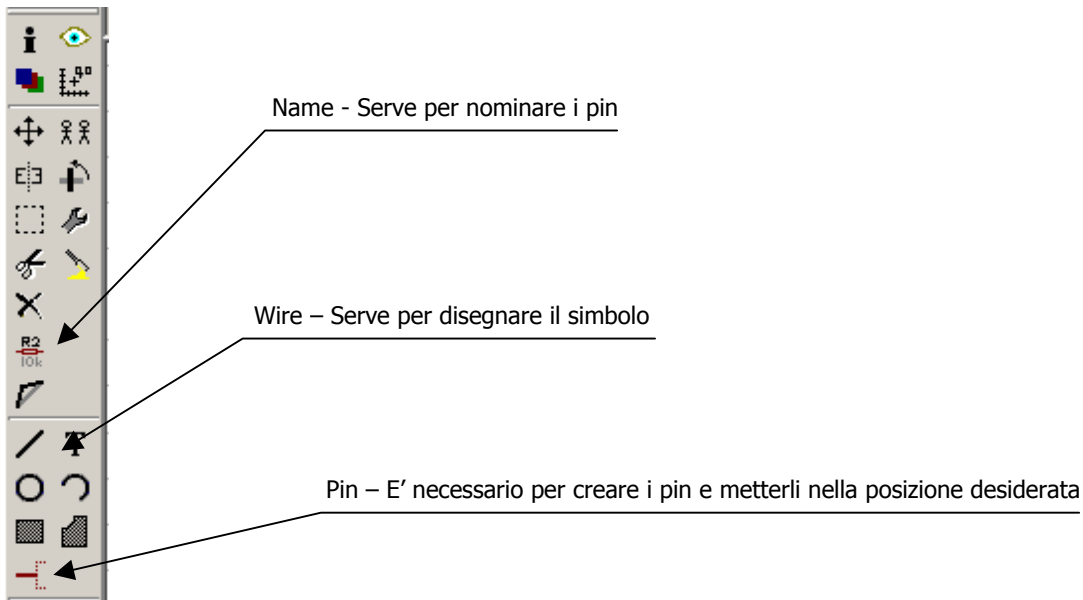 Name - Serve per nominare i pin
R2
10k
Wire – Serve per disegnare il simbolo
T
Pin – E’ necessario per creare i pin e metterli nella posizione desiderata